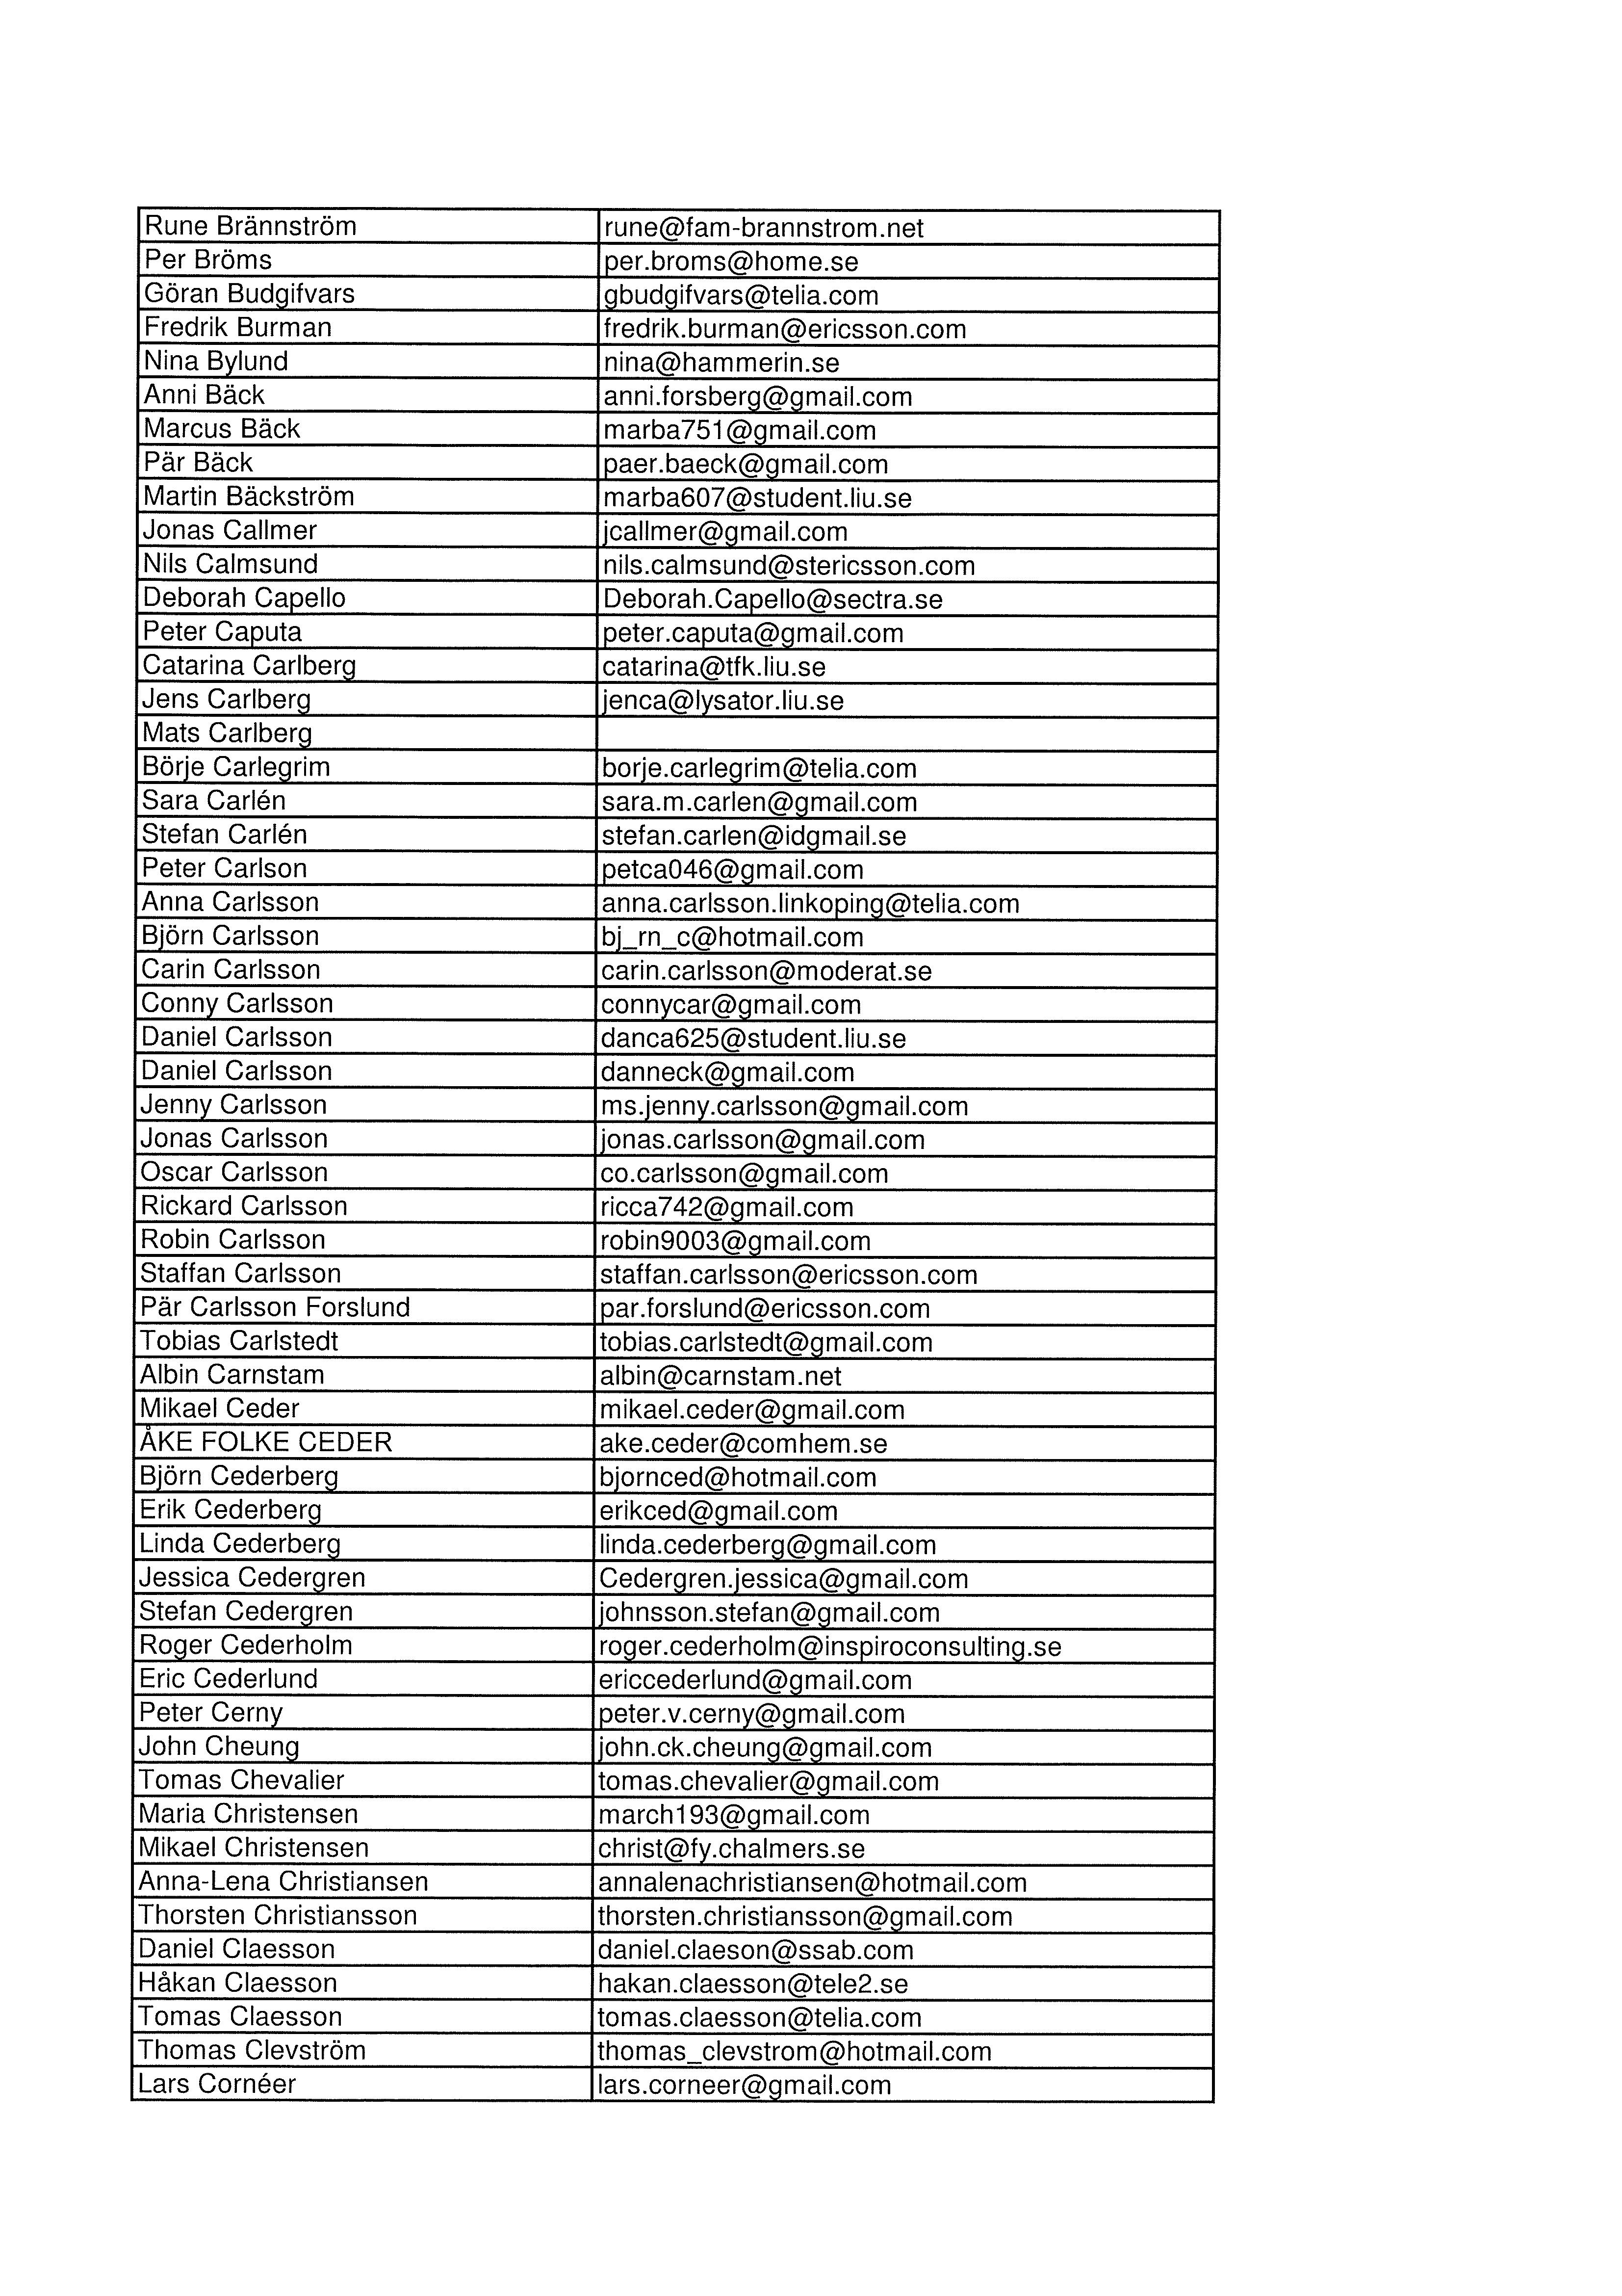 Rune Brännström rune@fam-brannstrom.net
Per Bröms per.broms@home.se
Göran Budgifvars gbudgifvars@telia.com
Fredrik Burman fredrik.burman@ericsson.com
Nina Bylund nina@hammerin.se
Anni Bäck anni.forsberg@gmail.com
Marcus Bäck marba751@gmail.com
Pär Bäck paer.baeck@gmail.com
Martin Bäckström marba607@student.liu.se
Jonas Callmer jcallmer@gmail.com
Nils Calmsund nils.calmsund@stericsson.com
Deborah Capello Deborah.Capello@sectra.se
Peter Caputa peter.caputa@gmail.com
Catarina Carlberg catarina@tfk.liu.se
Jens Carlberg jenca@lysator.liu.se
Mats Carlberg
Börje Carlegrim borje.carlegrim@telia.com
Sara Carlén sara.m.carlen@gmail.com
Stefan Carlén stefan.carlen@idgmail.se
Peter Carlson petca046@gmail.com
Anna Carlsson anna.carlsson.linkoping@telia.com
Björn Carlsson bj_rn_c@hotmail.com
Carin Carlsson carin.carlsson@moderat.se
Conny Carlsson connycar@gmail.com
Daniel Carlsson danca625@student.liu.se
Daniel Carlsson danneck@gmail.com
Jenny Carlsson ms.jenny.carlsson@gmail.com
Jonas Carlsson jonas.carlsson@gmail.com
Oscar Carlsson co.carlsson@gmail.com
Rickard Carlsson ricca742@gmail.com
Robin Carlsson robin9003@gmail.com
Staffan Carlsson staffan.carlsson@ericsson.com
Pär Carlsson Forslund par.forslund@ericsson.com
Tobias Carlstedt tobias.carlstedt@gmail.com
Albin Carnstam albin@carnstam.net
Mikael Ceder mikael.ceder@gmail.com
ÅKE FOLKE CEDER ake.ceder@comhem.se
Björn Cederberg bjornced@hotmail.com
Erik Cederberg erikced@gmail.com
Linda Cederberg linda.cederberg@gmail.com
Jessica Cedergren Cedergren.jessica@gmail.com
Stefan Cedergren johnsson.stefan@gmail.com
Roger Cederholm roger.cederholm@inspiroconsulting.se
Eric Cederlund ericcederlund@gmail.com
Peter Cerny peter.v.cerny@gmail.com
John Cheung john.ck.cheung@gmail.com
Tomas Chevalier tomas.chevalier@gmail.com
Maria Christensen march193@gmail.com
Mikael Christensen christ@fy.chalmers.se
Anna-Lena Christiansen annalenachristiansen@hotmail.com
Thorsten Christiansson thorsten.christiansson@gmail.com
Daniel Claesson daniel.claeson@ssab.com
Håkan Claesson hakan.claesson@tele2.se
Tomas Claesson tomas.claesson@telia.com
Thomas Clevström thomas_clevstrom@hotmail.com
Lars Cornéer lars.corneer@gmail.com